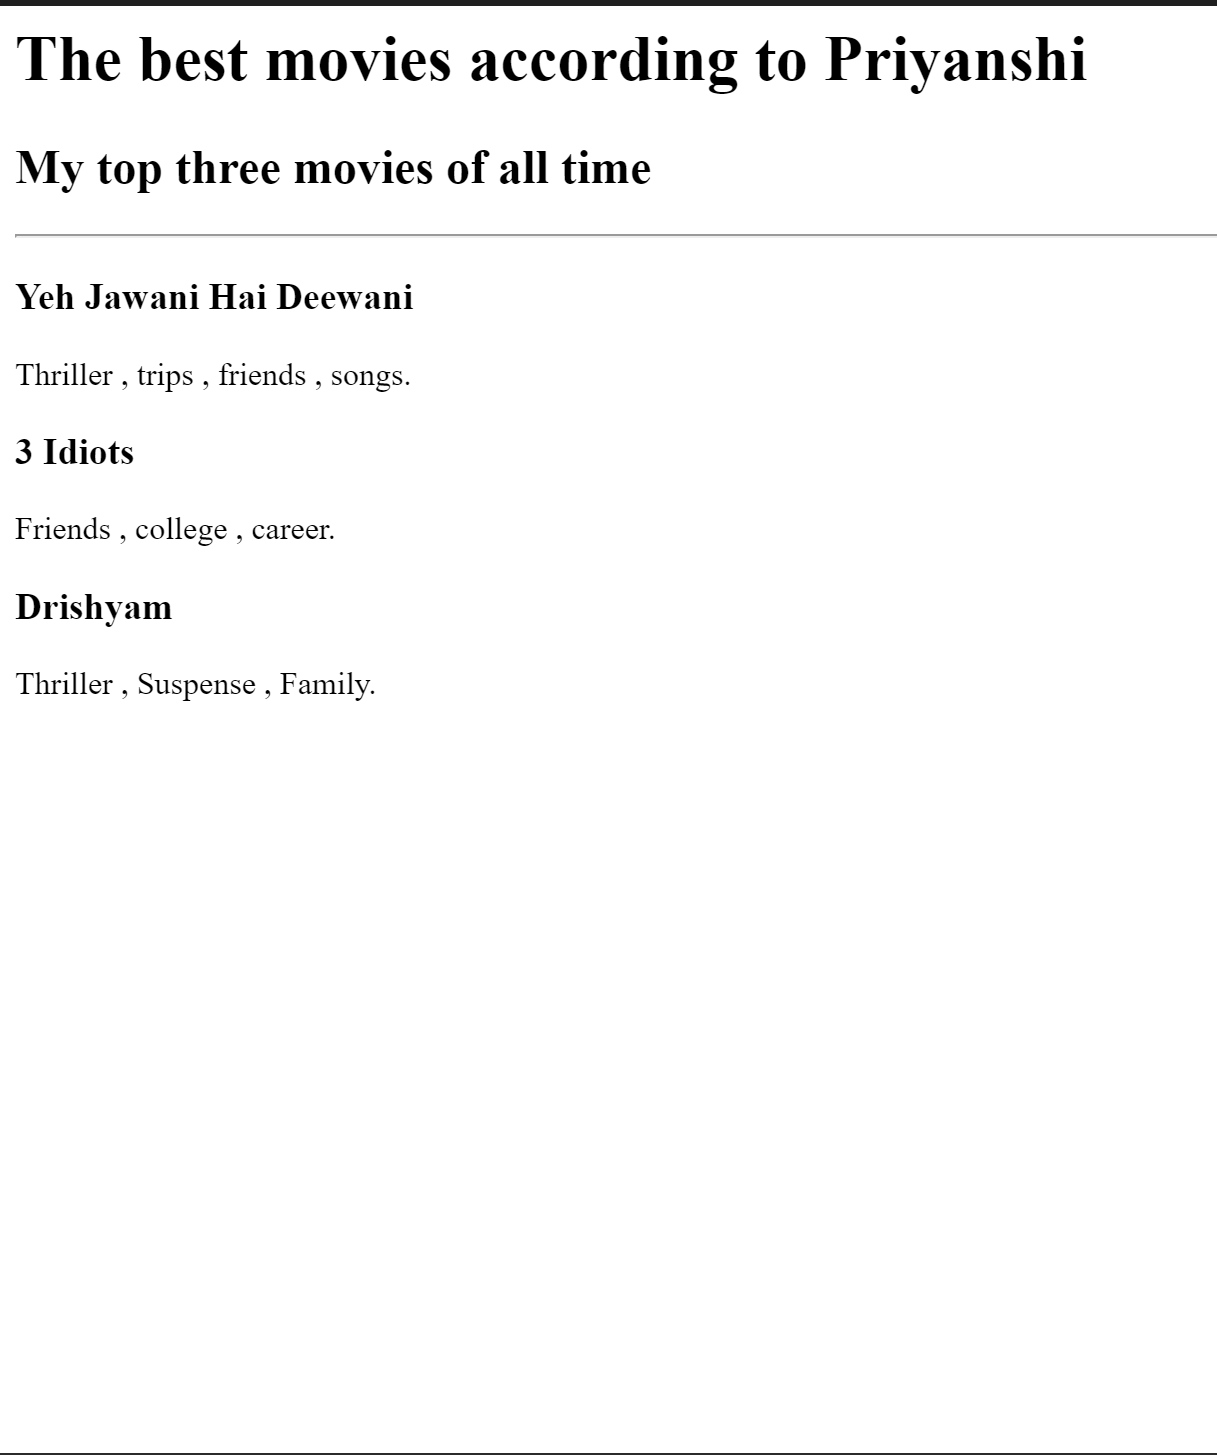 The best movies according to Priyanshi
My top three movies of all time
Yeh Jawani Hai Deewani
Thriller , trips , friends , songs.
3 Idiots
Friends , college , career.
Drishyam
Thriller , Suspense , Family.